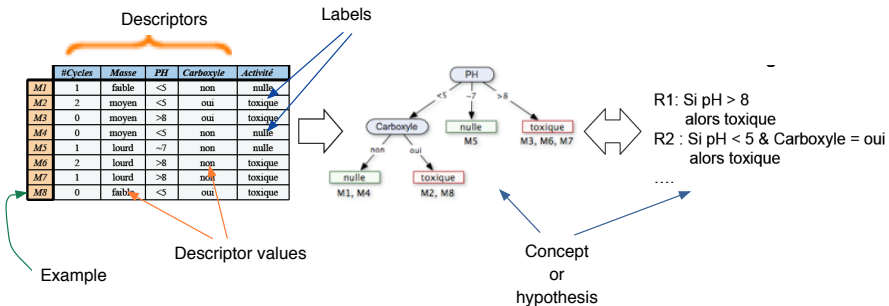 Descriptors
Labels
#Cycles Masse PH Carboxyle Activité
M1 1 faible <5 non nulle
M2 2 moyen <5 oui toxique
M3 0 moyen >8 oui toxique
M4 0 moyen <5 non nulle
M5 1 lourd ~7 non nulle
M6 2 lourd >8 non toxique
M7 1 lourd >8 non toxique
M8 0 faible <5 oui toxique
PH
<5 ~7 >8
Carboxyle
nulle
M5
toxique
M3, M6, M7
non oui
nulle
M1, M4
toxique
M2, M8
R1: Si pH > 8
alors toxique
R2 : Si pH < 5 & Carboxyle = oui
alors toxique
....
Descriptor values
Example
Concept
or
hypothesis